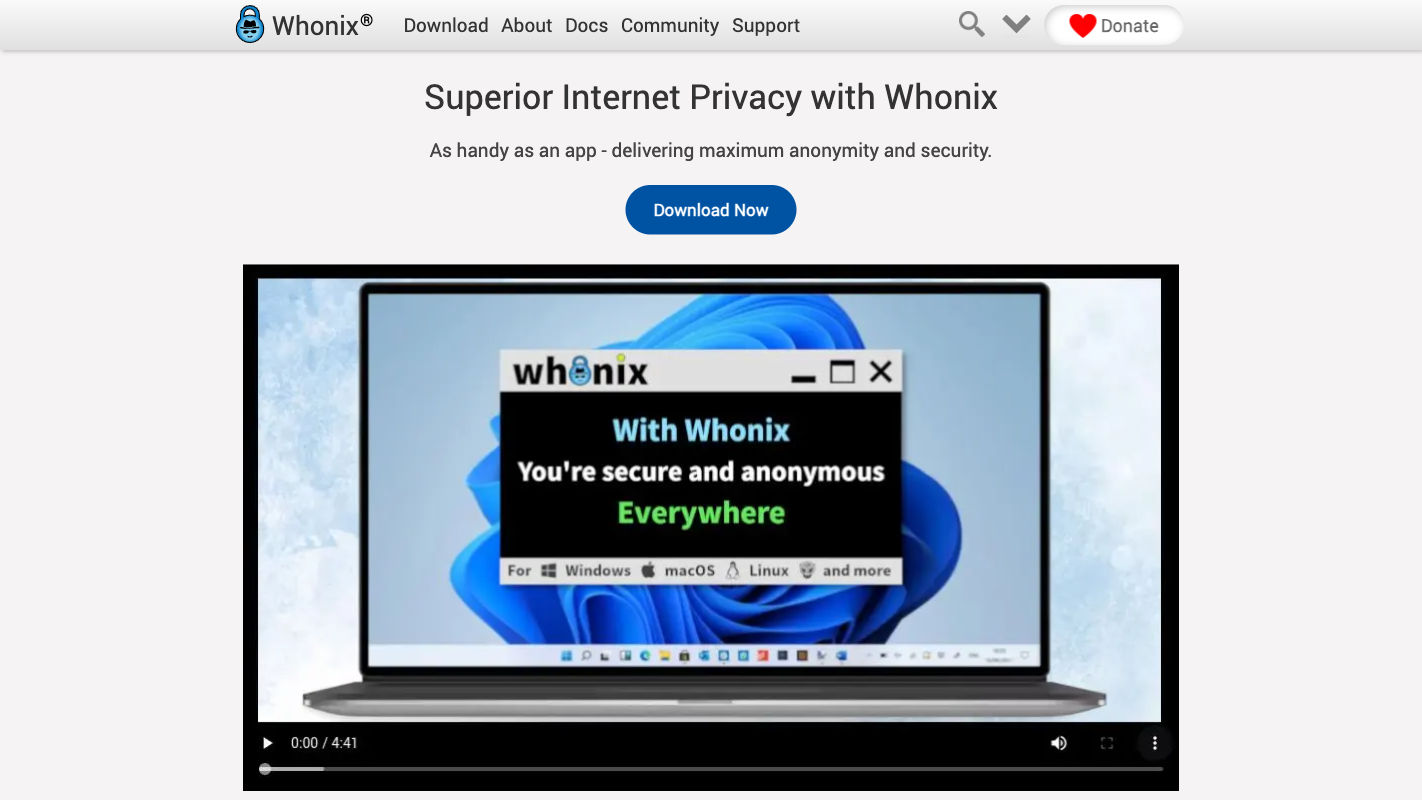 Whonix®
Download About Docs Community Support
Donate
Superior Internet Privacy with Whonix
As handy as an app - delivering maximum anonymity and security.
Download Now
whonix
With Whonix
You're secure and anonymous
Everywhere
For Windows macOS Linux and more
0:00 / 4:41